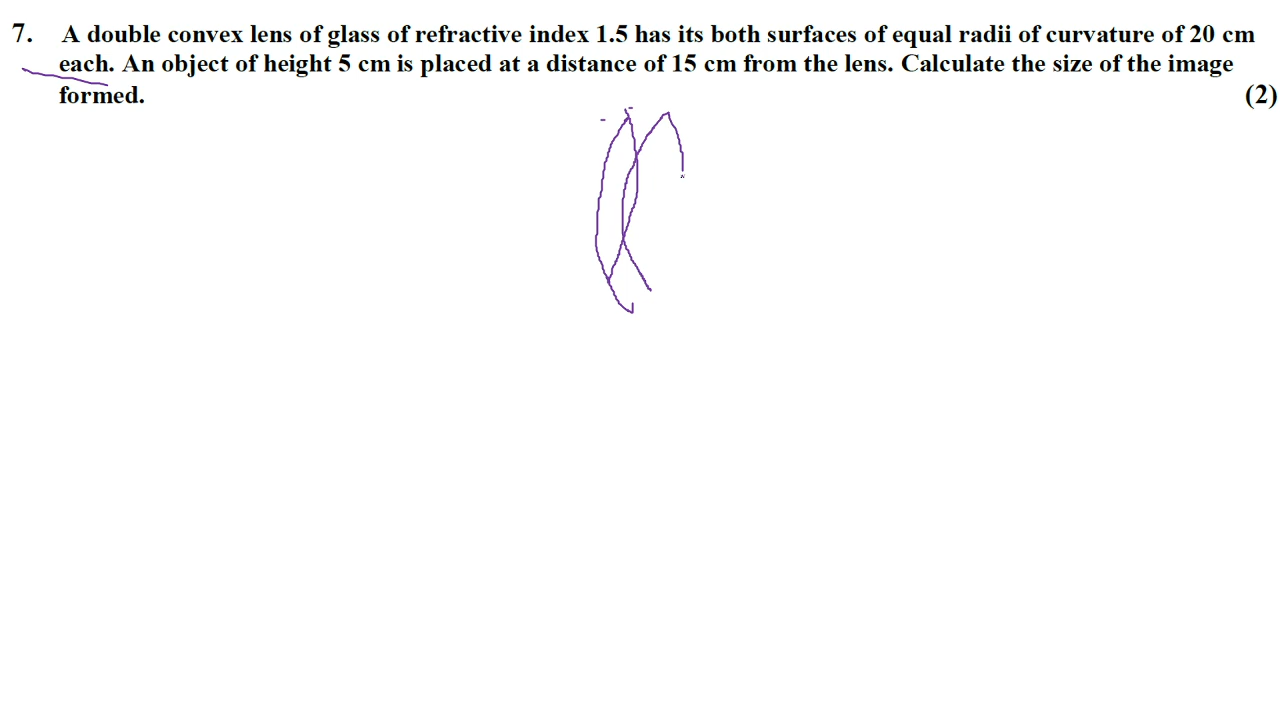 7. A double convex lens of glass of refractive index 1.5 has its both surfaces of equal radii of curvature of 20 cm
each. An object of height 5 cm is placed at a distance of 15 cm from the lens. Calculate the size of the image
formed. (2)